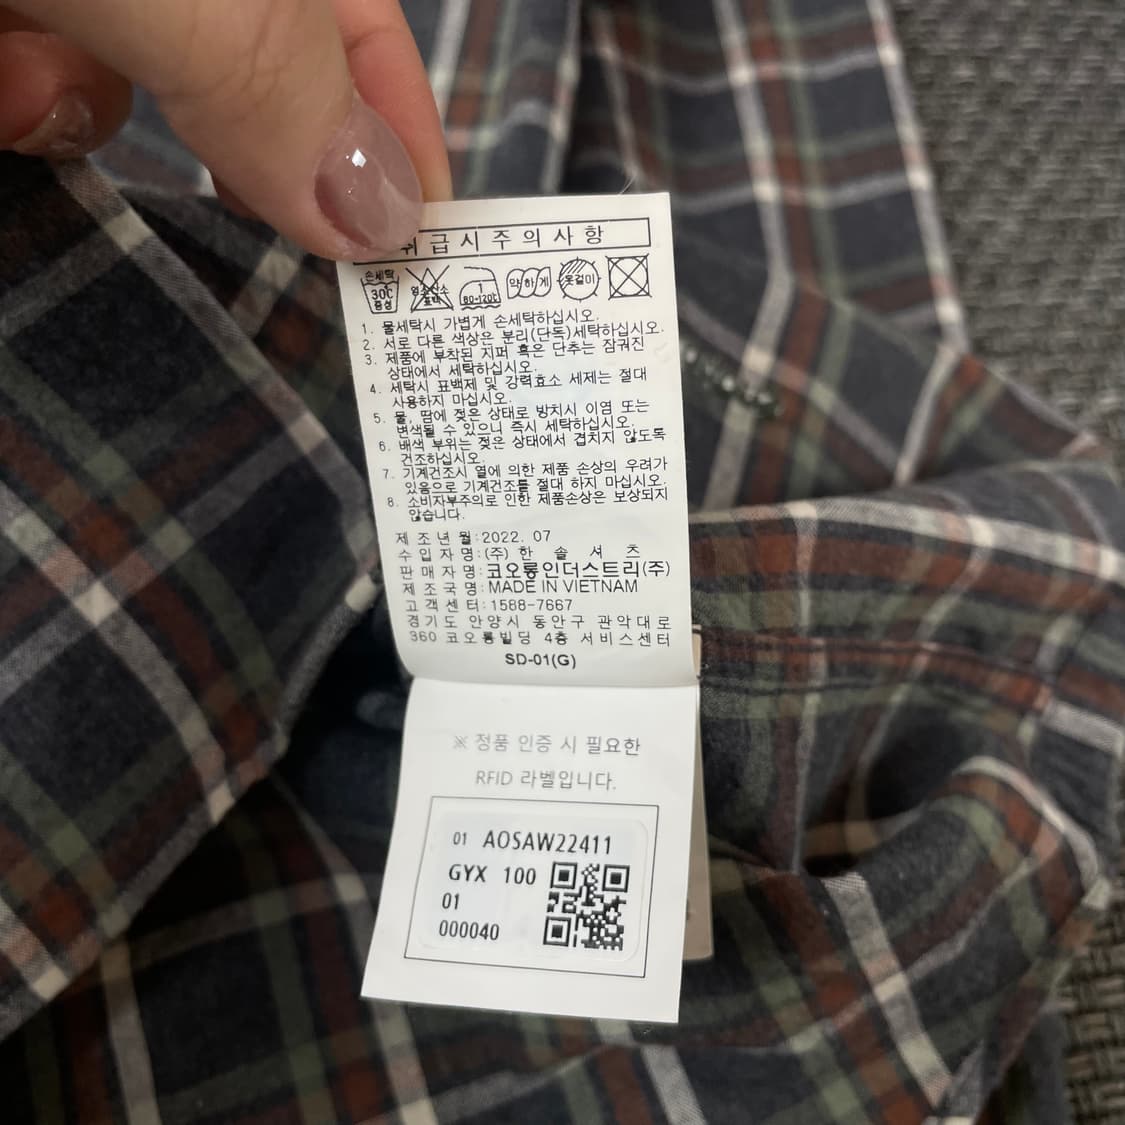 취급시주의사항
손세탁 30℃ 중성
염소산소 표백
1 80-120℃
약하게
옷걸이
1. 물세탁시 가볍게 손세탁하십시오.
2. 서로 다른 색상은 분리(단독)세탁하십시오.
3. 제품에 부착된 지퍼 혹은 단추는 잠궈진
상태에서 세탁하십시오.
4. 세탁시 표백제 및 강력효소 세제는 절대
사용하지 마십시오.
5. 물, 땀에 젖은 상태로 방치시 이염 또는
변색될 수 있으니 즉시 세탁하십시오.
6. 배색 부위는 젖은 상태에서 겹치지 않도록
건조하십시오.
7. 기계건조시 열에 의한 제품 손상의 우려가
있음으로 기계건조를 절대 하지 마십시오.
8. 소비자부주의로 인한 제품손상은 보상되지
않습니다.
제조년월:2022. 07
수입자명:(주) 한 솔 셔 츠
판매자명:코오롱인더스트리(주)
제조국명:MADE IN VIETNAM
고객센터:1588-7667
경기도 안양시 동안구 관악대로
360 코오롱빌딩 4층 서비스센터
SD-01(G)
※ 정품 인증 시 필요한
RFID 라벨입니다.
01 AOSAW22411
GYX 100
01
000040